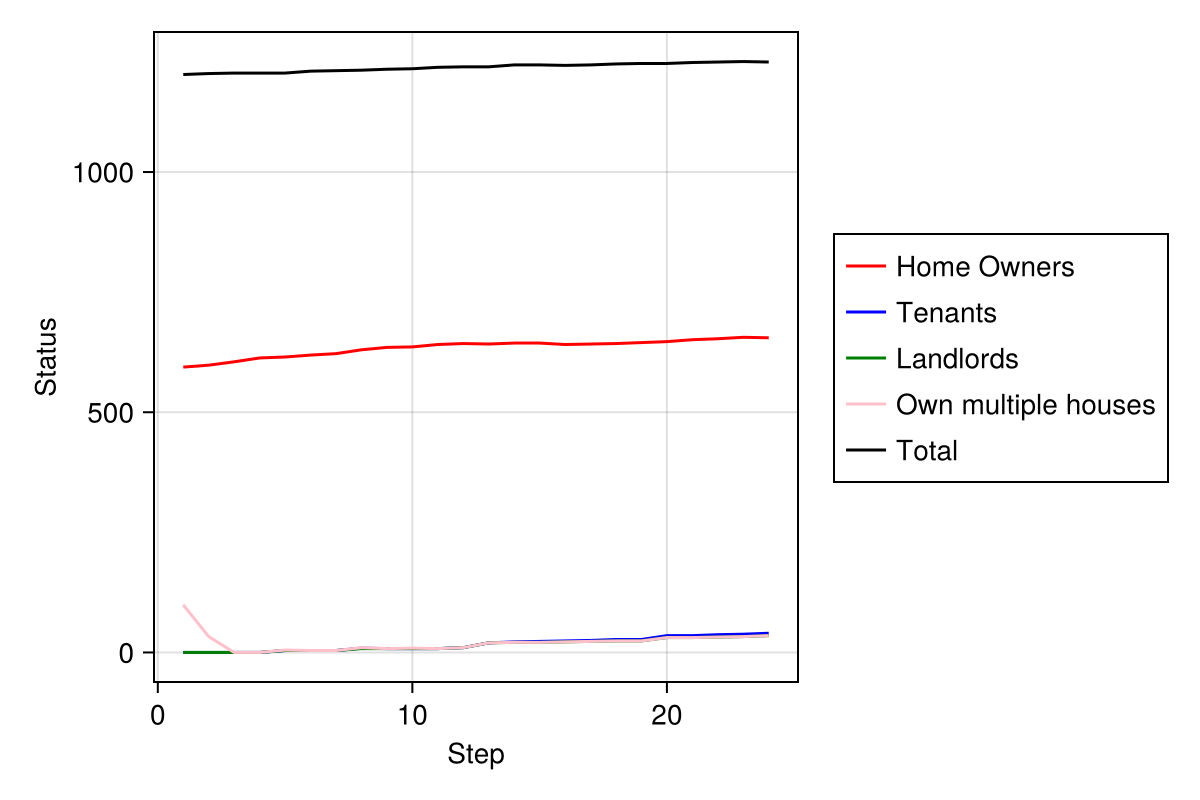 1000
500
0
0
10
20
Status
Step
Home Owners
Tenants
Landlords
Own multiple houses
Total